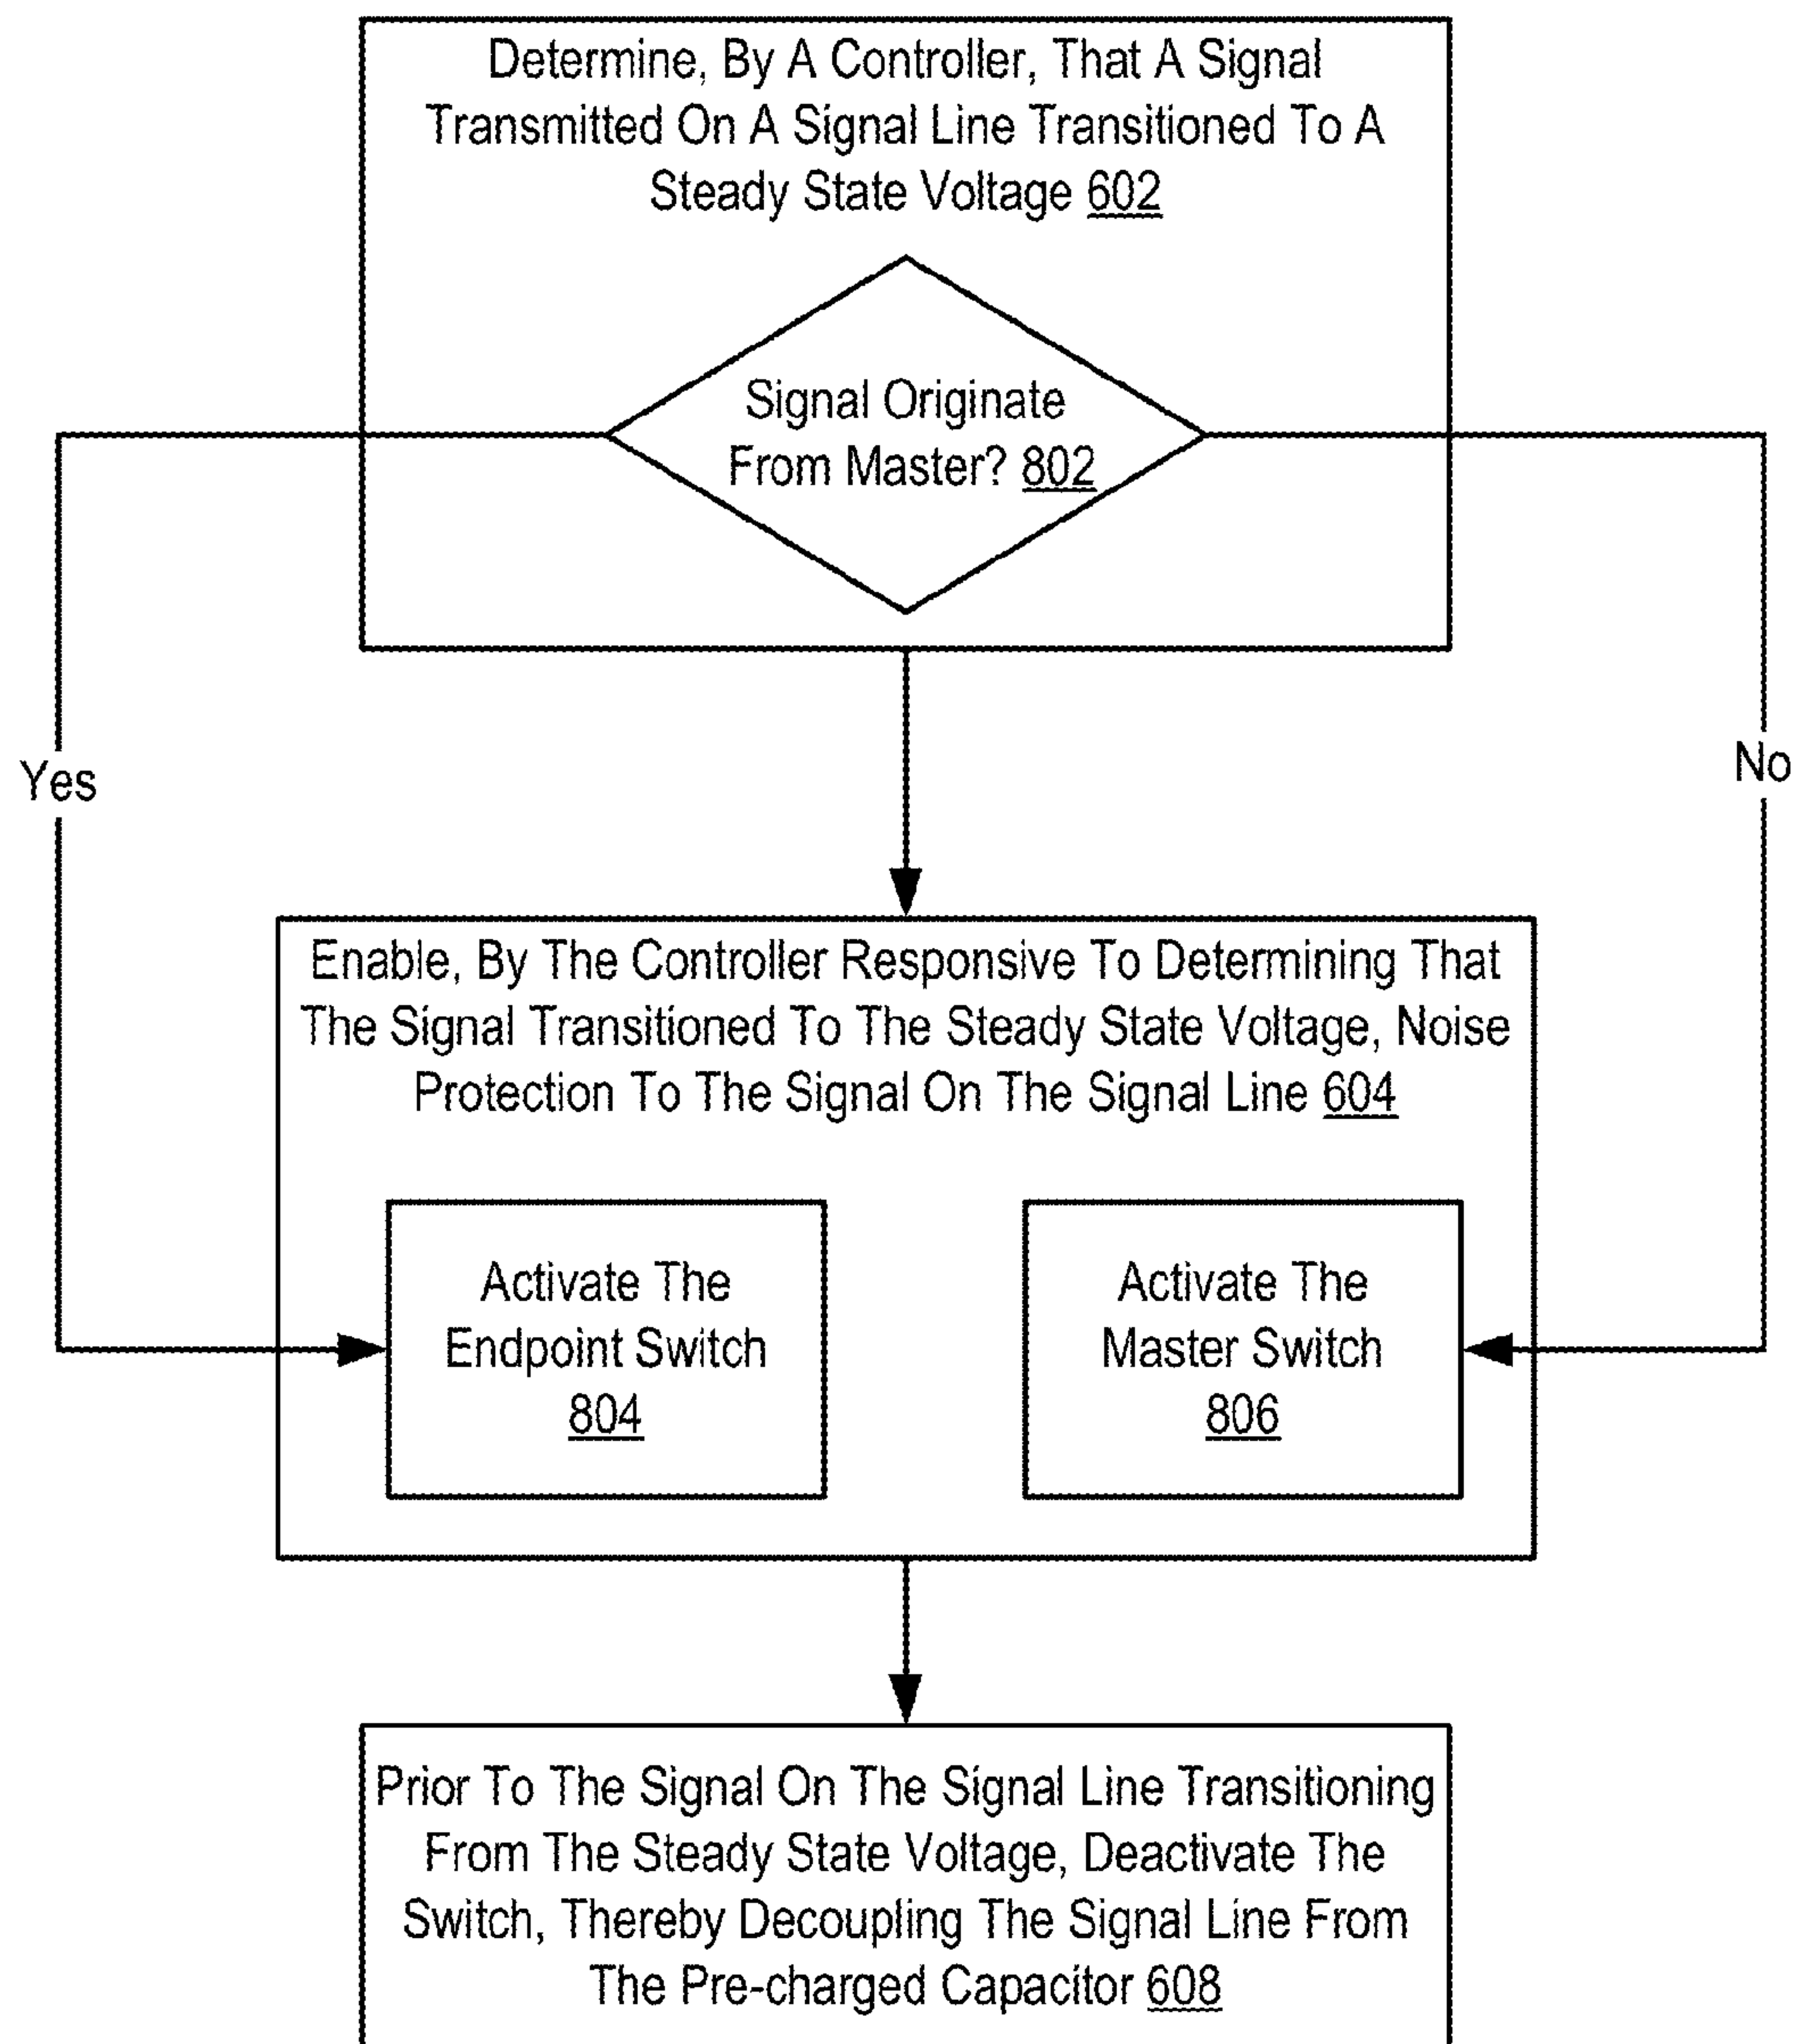 Determine, By A Controller, That A Signal
Transmitted On A Signal Line Transitioned To A
Steady State Voltage 602
Signal Originate
From Master? 802
Yes
No
Enable, By The Controller Responsive To Determining That
The Signal Transitioned To The Steady State Voltage, Noise
Protection To The Signal On The Signal Line 604
Activate The
Endpoint Switch
804
Activate The
Master Switch
806
Prior To The Signal On The Signal Line Transitioning
From The Steady State Voltage, Deactivate The
Switch, Thereby Decoupling The Signal Line From
The Pre-charged Capacitor 608